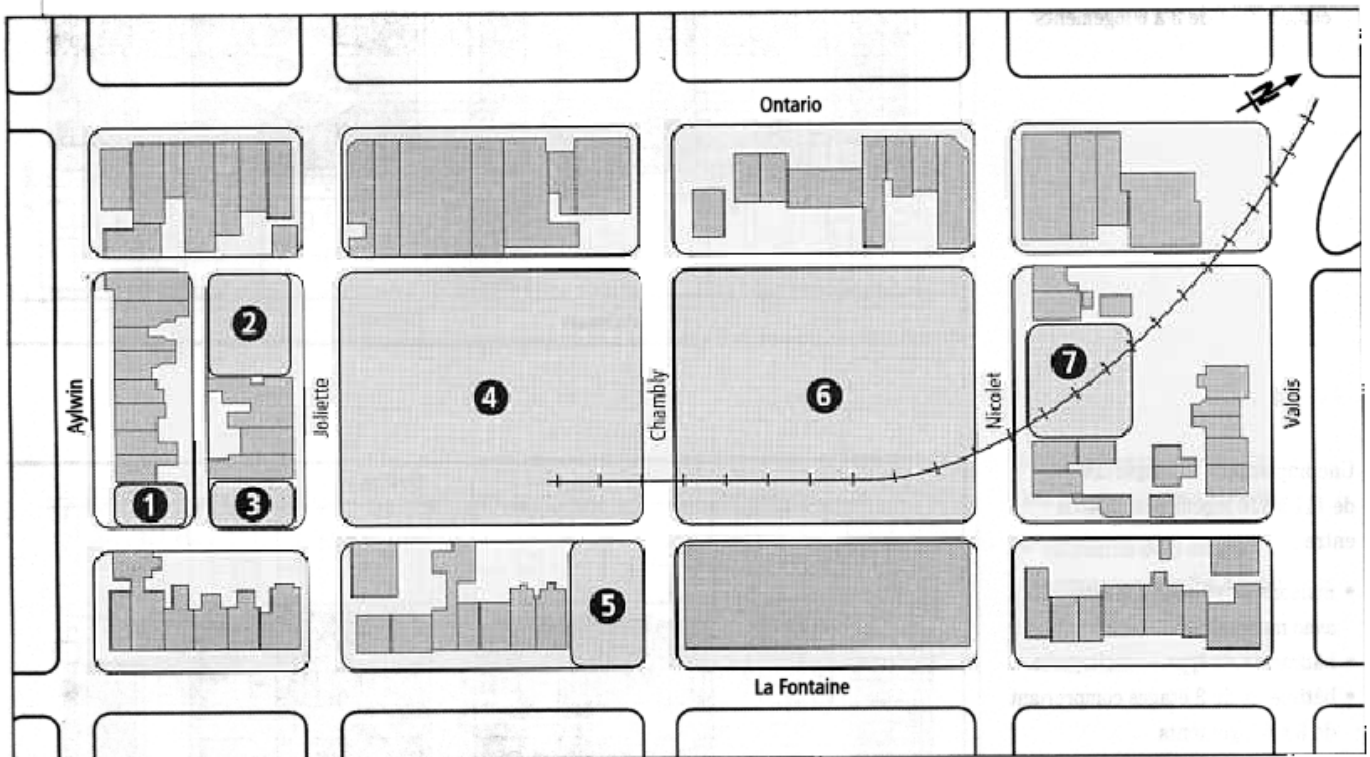 Ontario
N
Aylwin
Joliette
Chambly
Nicolet
Valois
1
2
3
4
5
6
7
La Fontaine